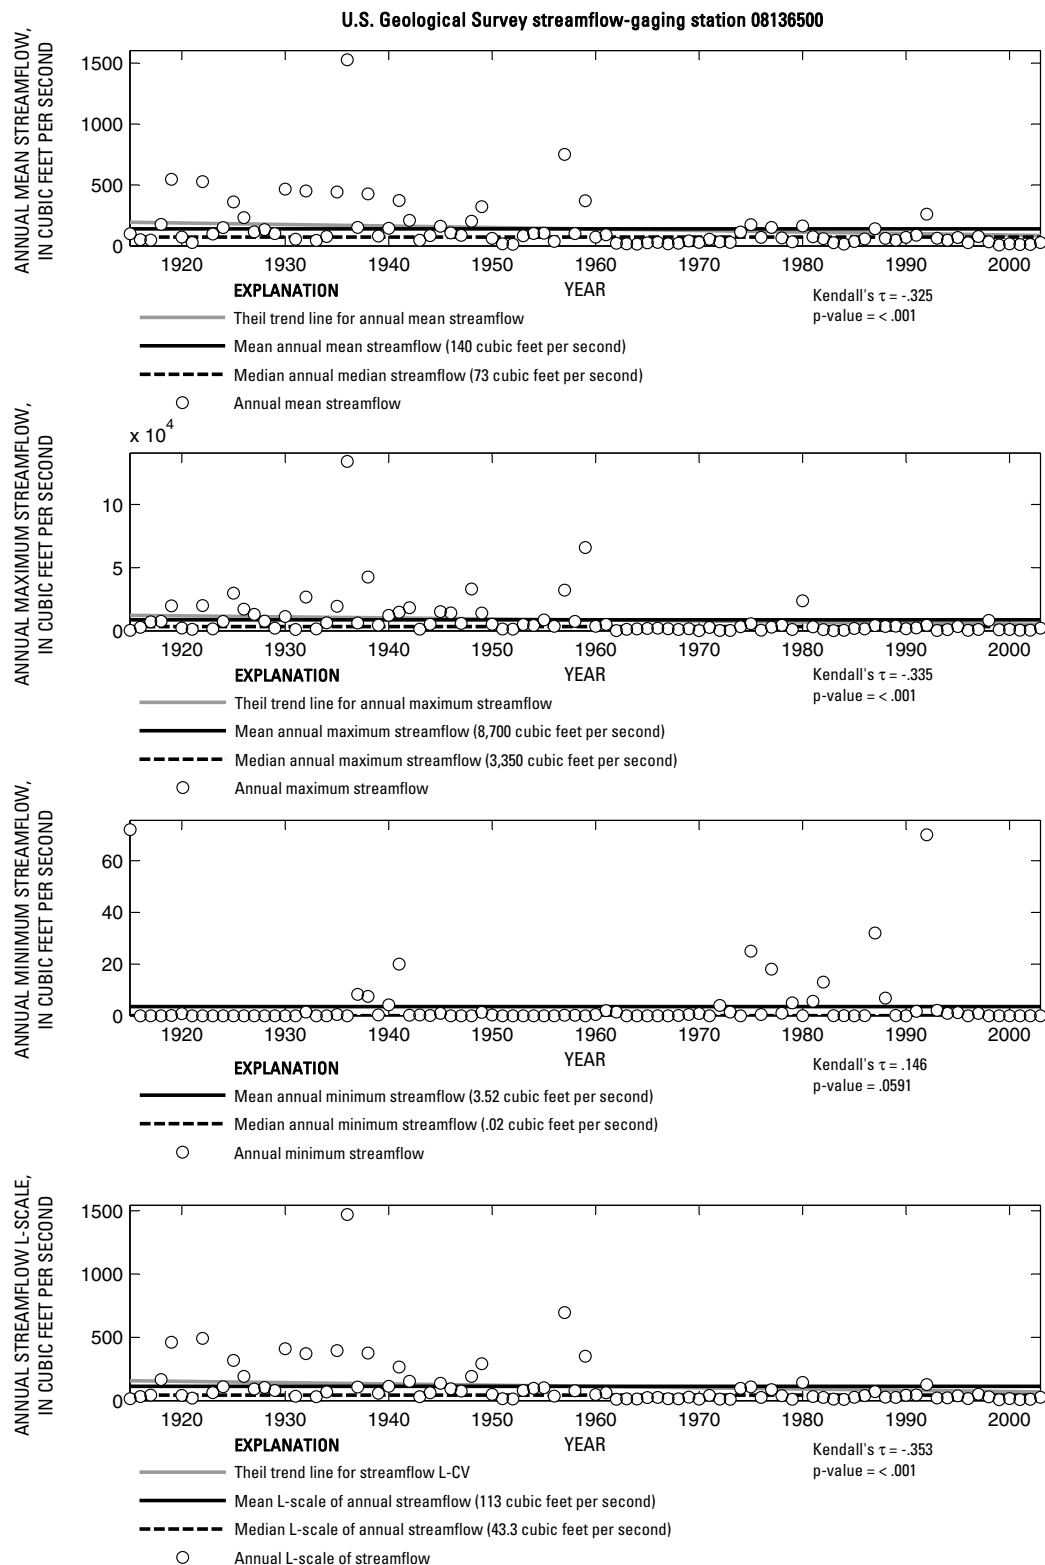 U.S. Geological Survey streamflow-gaging station 08136500
ANNUAL MEAN STREAMFLOW,
IN CUBIC FEET PER SECOND
1500
1000
500
0
1920 1930 1940 1950 1960 1970 1980 1990 2000
YEAR
EXPLANATION
Theil trend line for annual mean streamflow
Mean annual mean streamflow (140 cubic feet per second)
Median annual median streamflow (73 cubic feet per second)
Annual mean streamflow
Kendall's τ = -.325
p-value = < .001
ANNUAL MAXIMUM STREAMFLOW,
IN CUBIC FEET PER SECOND
x 10^4
10
5
0
1920 1930 1940 1950 1960 1970 1980 1990 2000
YEAR
EXPLANATION
Theil trend line for annual maximum streamflow
Mean annual maximum streamflow (8,700 cubic feet per second)
Median annual maximum streamflow (3,350 cubic feet per second)
Annual maximum streamflow
Kendall's τ = -.335
p-value = < .001
ANNUAL MINIMUM STREAMFLOW,
IN CUBIC FEET PER SECOND
60
40
20
0
1920 1930 1940 1950 1960 1970 1980 1990 2000
YEAR
EXPLANATION
Mean annual minimum streamflow (3.52 cubic feet per second)
Median annual minimum streamflow (.02 cubic feet per second)
Annual minimum streamflow
Kendall's τ = .146
p-value = .0591
ANNUAL STREAMFLOW L-SCALE,
IN CUBIC FEET PER SECOND
1500
1000
500
0
1920 1930 1940 1950 1960 1970 1980 1990 2000
YEAR
EXPLANATION
Theil trend line for streamflow L-CV
Mean L-scale of annual streamflow (113 cubic feet per second)
Median L-scale of annual streamflow (43.3 cubic feet per second)
Annual L-scale of streamflow
Kendall's τ = -.353
p-value = < .001